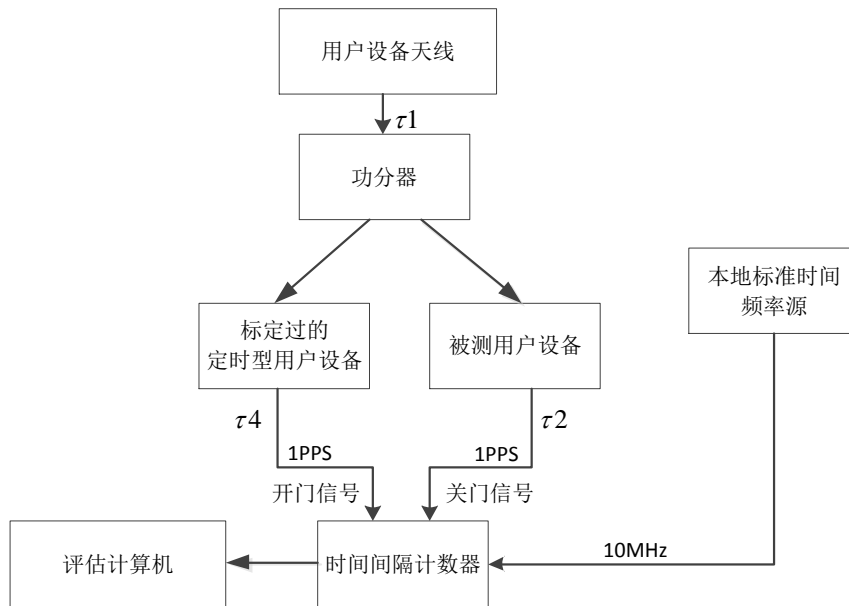 用户设备天线
τ1
功分器
本地标准时间
频率源
标定过的
定时型用户设备
被测用户设备
τ4
τ2
1PPS
1PPS
开门信号
关门信号
评估计算机
时间间隔计数器
10MHz